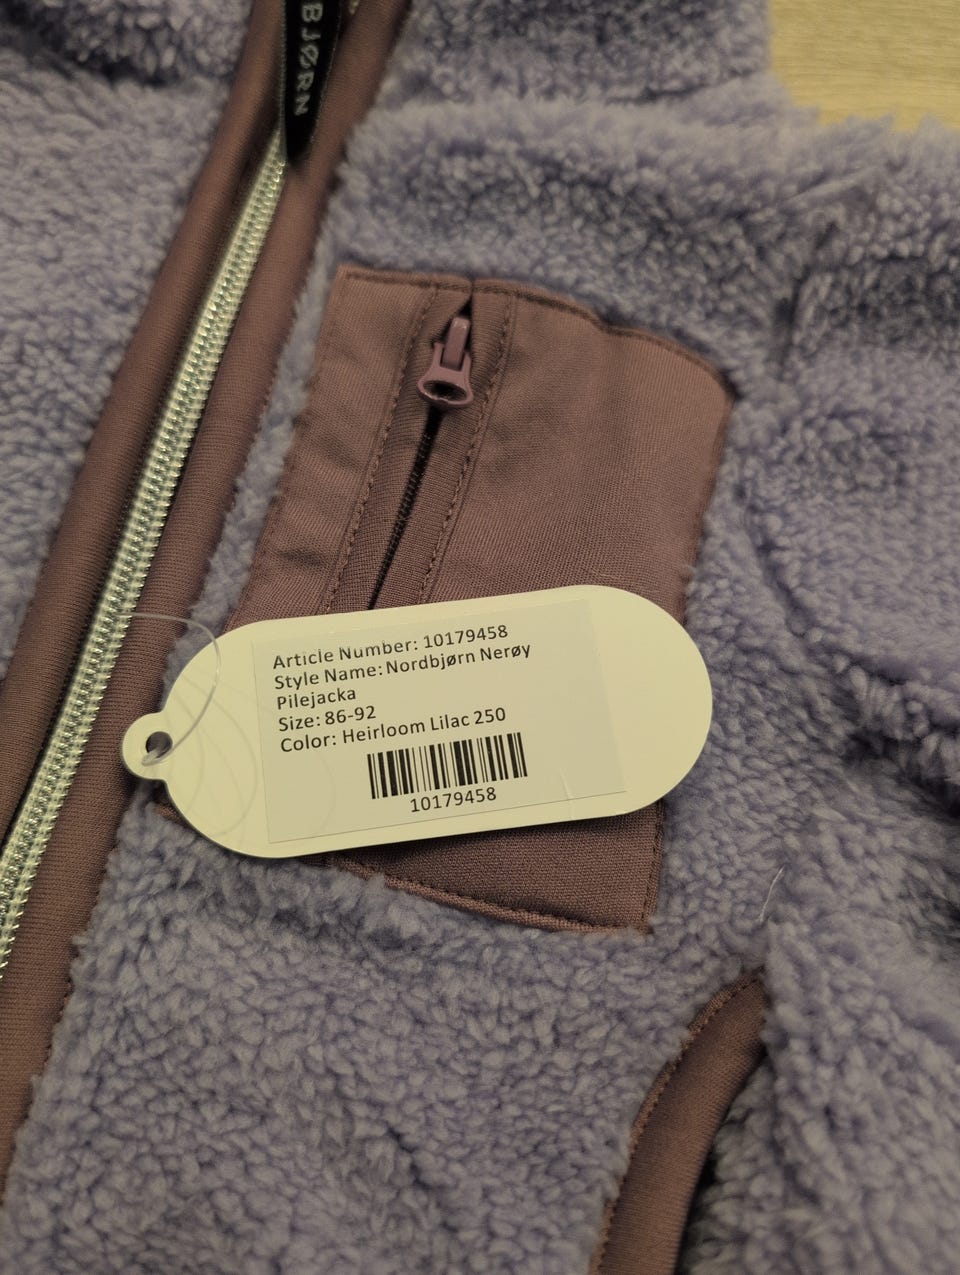 BJØRN
Article Number: 10179458
Style Name: Nordbjørn Nerøy
Pilejacka
Size: 86-92
Color: Heirloom Lilac 250
10179458